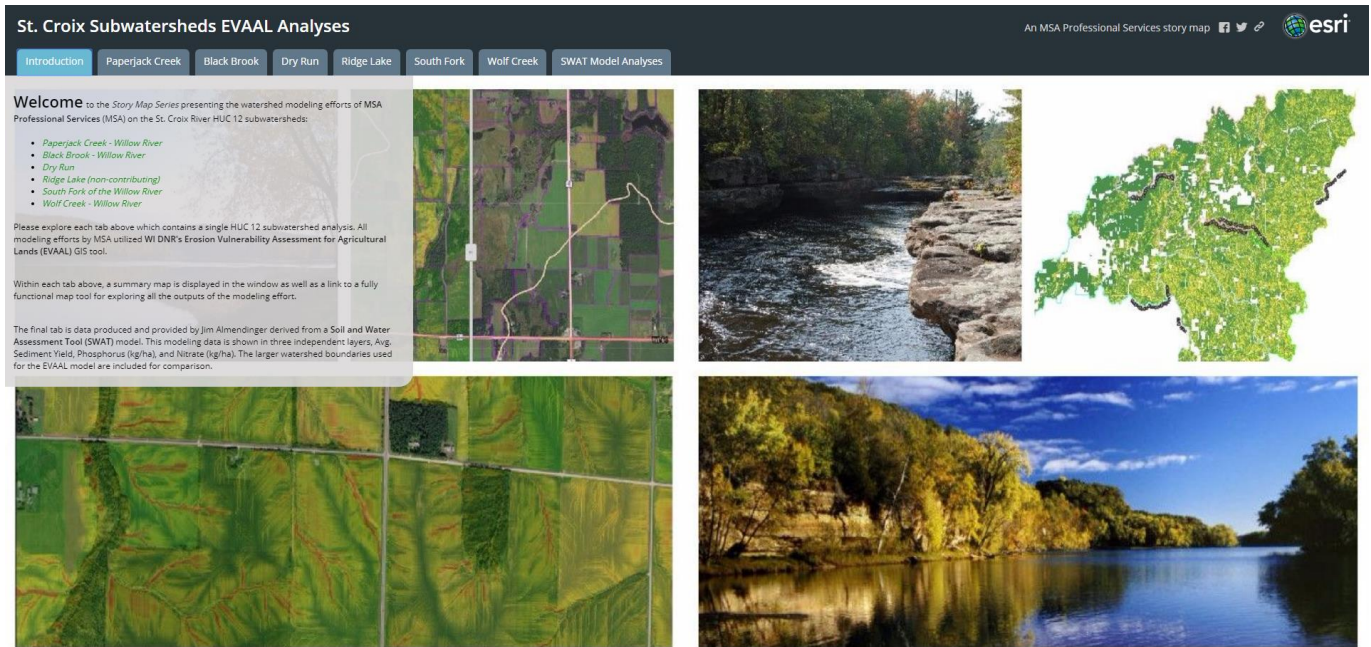 St. Croix Subwatersheds EVAAL Analyses
An MSA Professional Services story map
esri
Introduction
Paperjack Creek
Black Brook
Dry Run
Ridge Lake
South Fork
Wolf Creek
SWAT Model Analyses
Welcome to the Story Map Series presenting the watershed modeling efforts of MSA
Professional Services (MSA) on the St. Croix River HUC 12 subwatersheds:
Paperjack Creek - Willow River
Black Brook - Willow River
Dry Run
Ridge Lake (non-contributing)
South Fork of the Willow River
Wolf Creek - Willow River
Please explore each tab above which contains a single HUC 12 subwatershed analysis. All
modeling efforts by MSA utilized WI DNR's Erosion Vulnerability Assessment for Agricultural
Lands (EVAAL) GIS tool.
Within each tab above, a summary map is displayed in the window as well as a link to a fully
functional map tool for exploring all the outputs of the modeling effort.
The final tab is data produced and provided by Jim Almendinger derived from a Soil and Water
Assessment Tool (SWAT) model. This modeling data is shown in three independent layers, Avg.
Sediment Yield, Phosphorus (kg/ha), and Nitrate (kg/ha). The larger watershed boundaries used
for the EVAAL model are included for comparison.